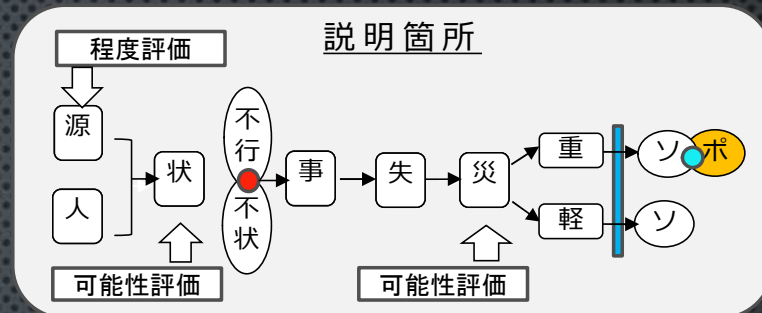 説明箇所
程度評価
源
人
状
不
行
不
状
事
失
災
重
軽
ソ
ポ
ソ
可能性評価
可能性評価